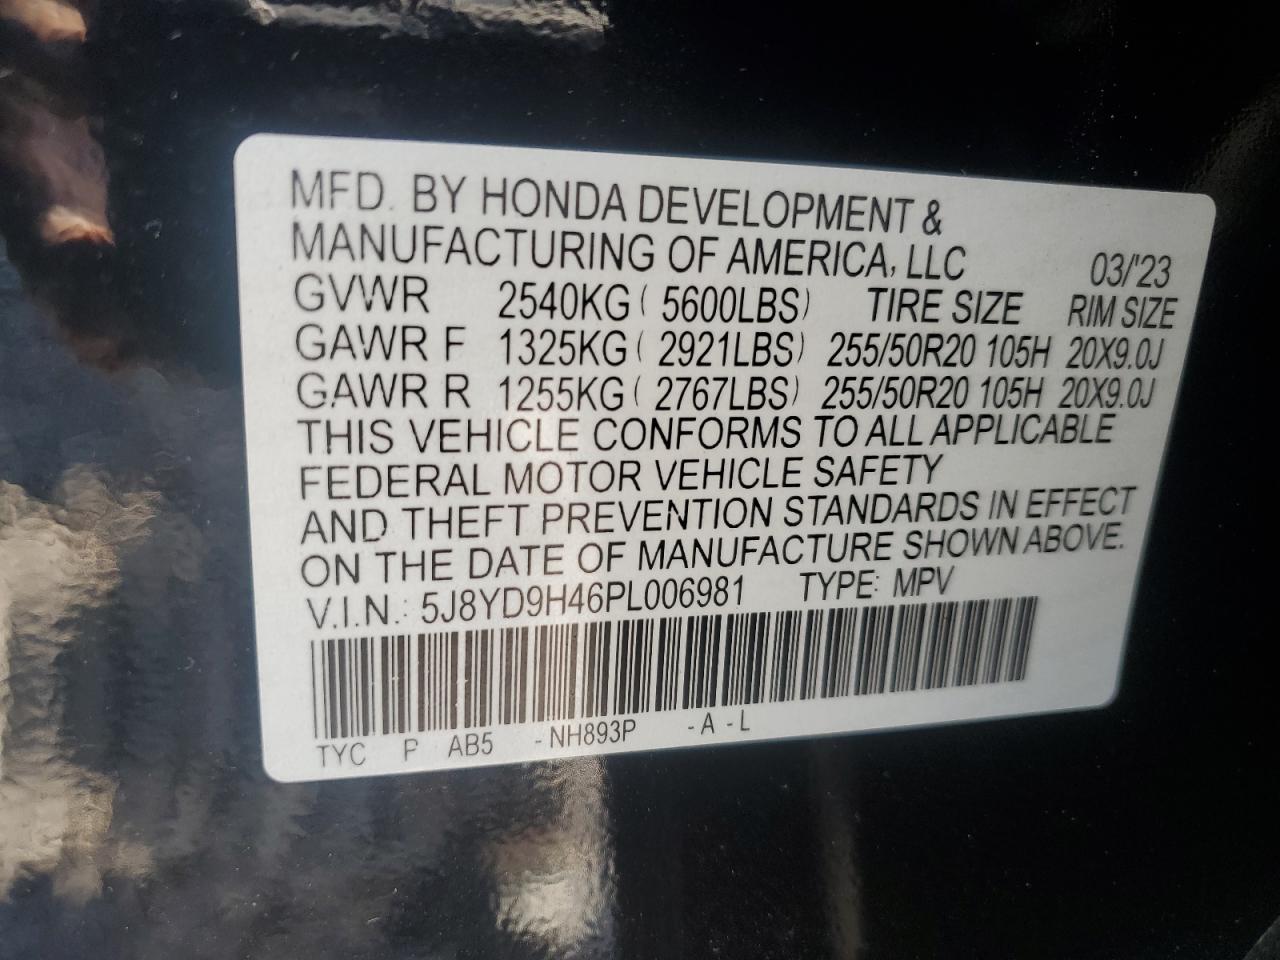 MFD. BY HONDA DEVELOPMENT &
MANUFACTURING OF AMERICA, LLC 03/'23
GVWR 2540KG ( 5600LBS) TIRE SIZE RIM SIZE
GAWR F 1325KG ( 2921LBS) 255/50R20 105H 20X9.0J
GAWR R 1255KG ( 2767LBS) 255/50R20 105H 20X9.0J
THIS VEHICLE CONFORMS TO ALL APPLICABLE
FEDERAL MOTOR VEHICLE SAFETY
AND THEFT PREVENTION STANDARDS IN EFFECT
ON THE DATE OF MANUFACTURE SHOWN ABOVE.
V.I.N.: 5J8YD9H46PL006981 TYPE: MPV
TYC P AB5 -NH893P -A -L